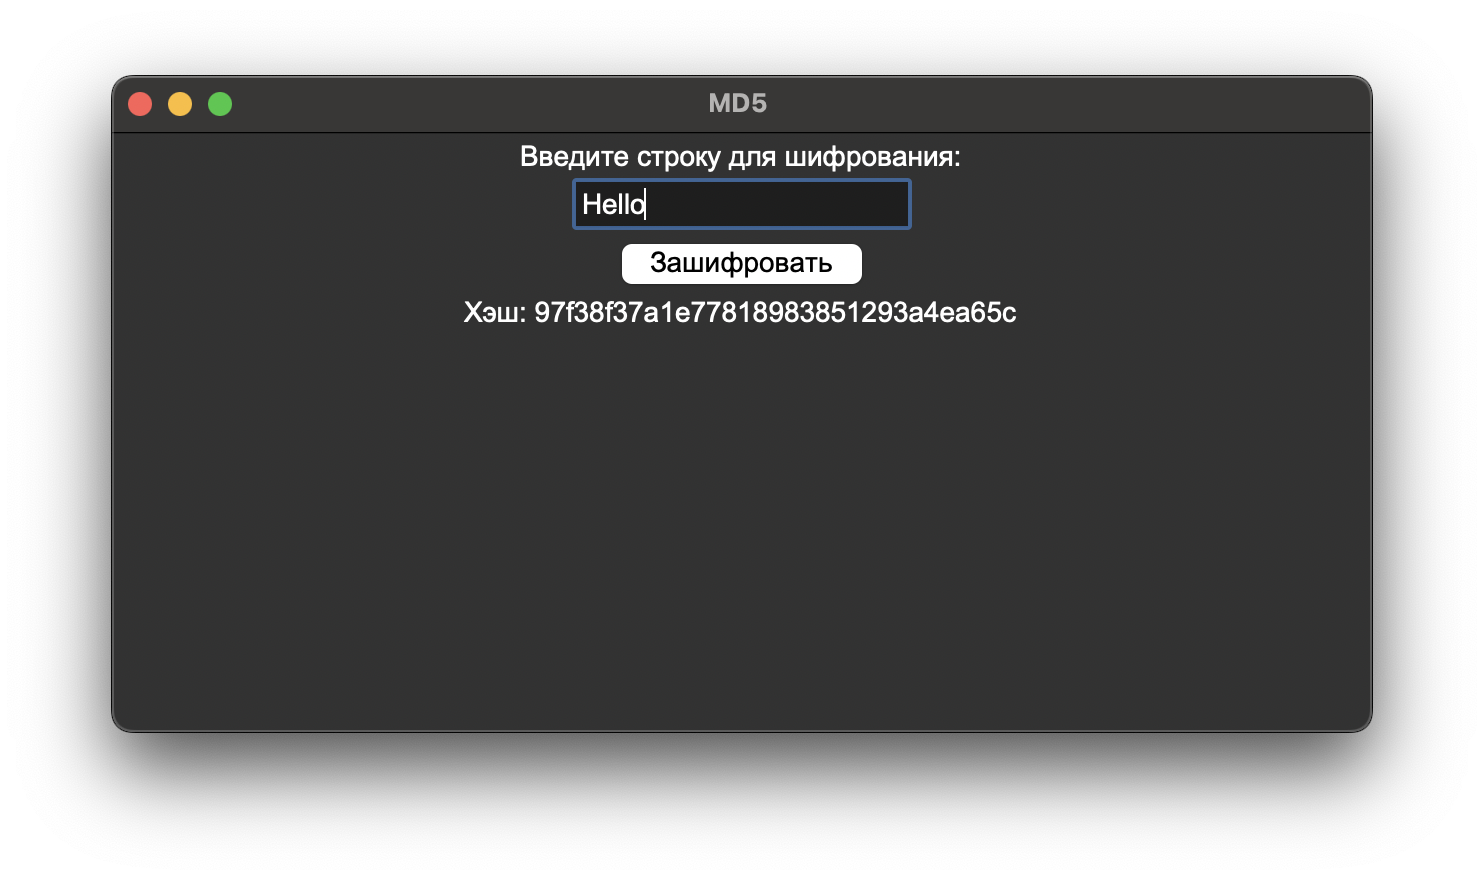 MD5
Введите строку для шифрования:
Hello
Зашифровать
Хэш: 97f38f37a1e77818983851293a4ea65c